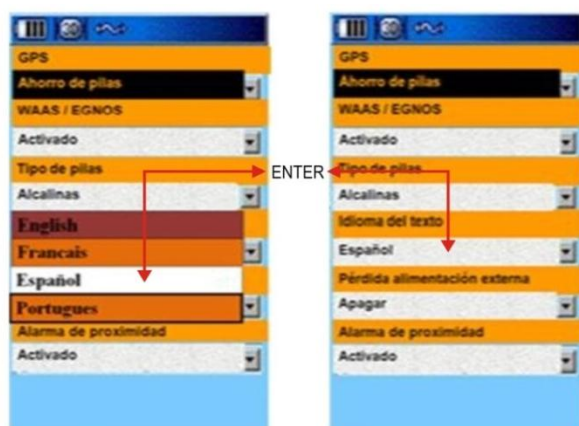 GPS
Ahorro de pilas
WAAS / EGNOS
Activado
Tipo de pilas
Alcalinas
English
Francais
Español
Portugues
Alarma de proximidad
Activado
ENTER
GPS
Ahorro de pilas
WAAS / EGNOS
Activado
Tipo de pilas
Alcalinas
Idioma del texto
Español
Pérdida alimentación externa
Apagar
Alarma de proximidad
Activado